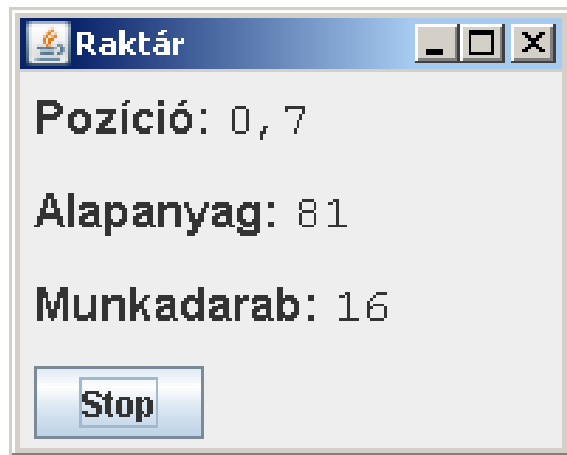 Raktár
Pozíció: 0,7
Alapanyag: 81
Munkadarab: 16
Stop